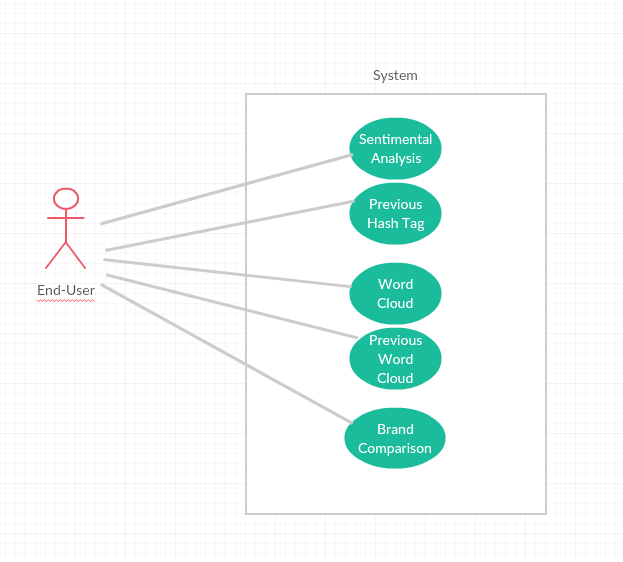 System
Sentimental
Analysis
Previous
Hash Tag
End-User
Word
Cloud
Previous
Word
Cloud
Brand
Comparison